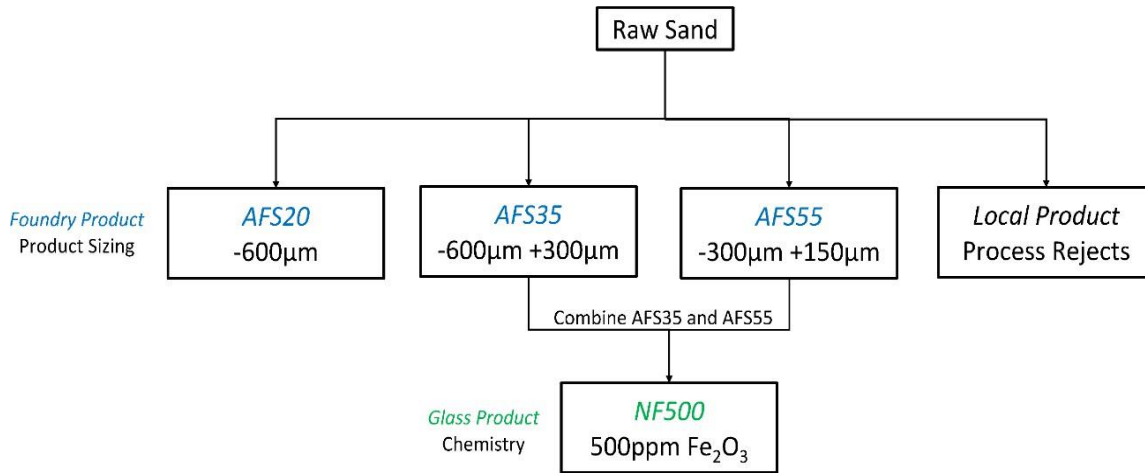 Raw Sand
Foundry Product
Product Sizing
AFS20
-600µm
AFS35
-600µm +300µm
AFS55
-300µm +150µm
Local Product
Process Rejects
Combine AFS35 and AFS55
Glass Product
Chemistry
NF500
500ppm Fe₂O₃